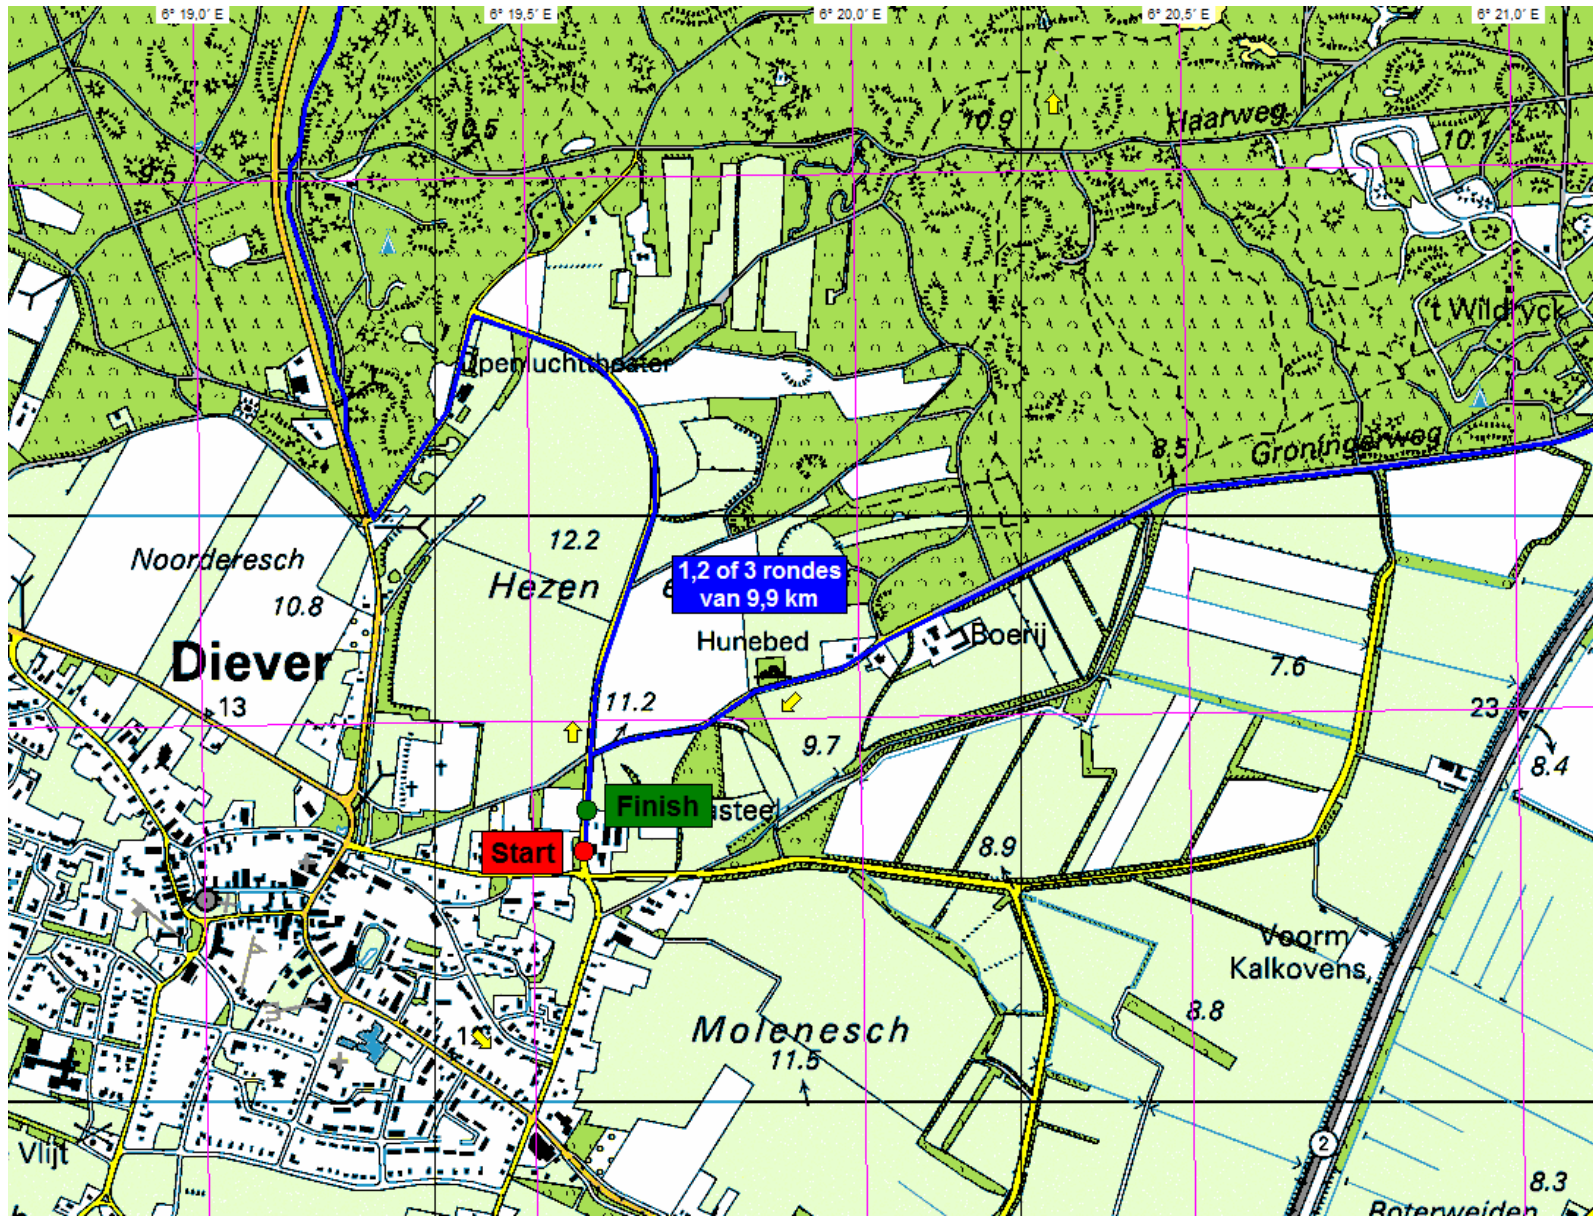 6° 19,0' E
6° 19,5' E
6° 20,0' E
6° 20,5' E
6° 21,0' E
10.9
Haarweg
10.5
10.1
9.5
't Wildryck
Openluchttheater
Groningerweg
8.5
12.2
Noorderesch
Hezen
1,2 of 3 rondes
van 9,9 km
10.8
Hunebed
Boerij
Diever
7.6
11.2
13
23
9.7
8.4
Finish
steel
Start
8.9
Voorm
Kalkovens
8.8
Molenesch
11.5
2
Vlijt
8.3
Boterweiden